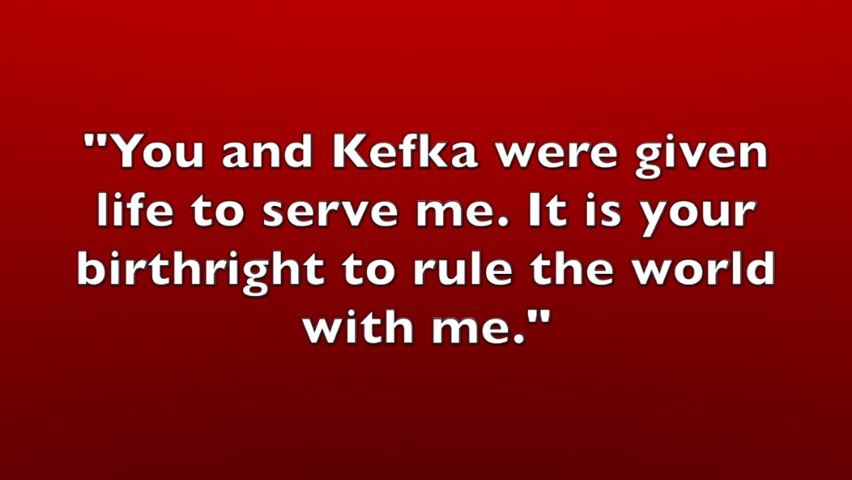 "You and Kefka were given
life to serve me. It is your
birthright to rule the world
with me."